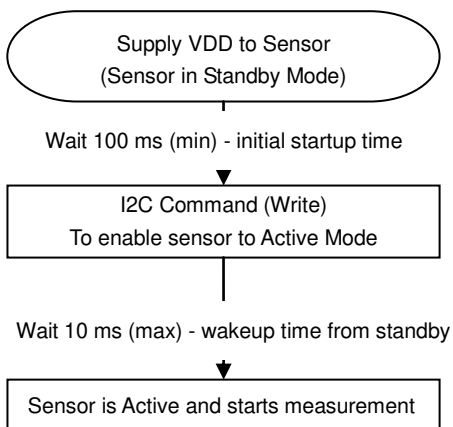 Supply VDD to Sensor
(Sensor in Standby Mode)
Wait 100 ms (min) - initial startup time
I2C Command (Write)
To enable sensor to Active Mode
Wait 10 ms (max) - wakeup time from standby
Sensor is Active and starts measurement